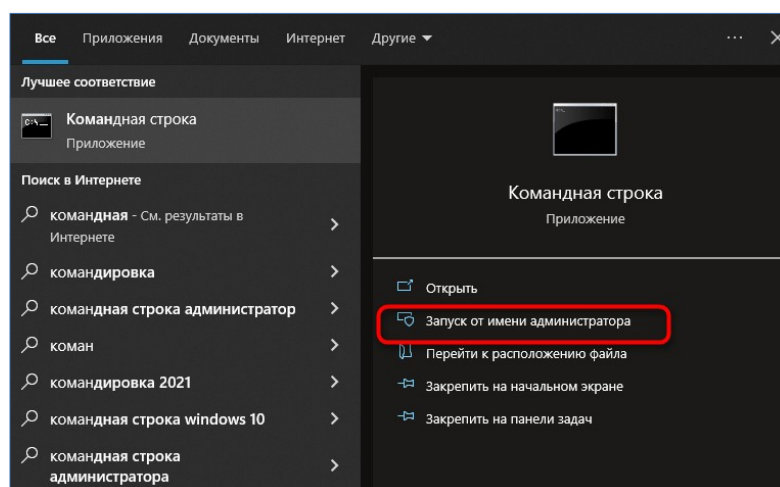 Все Приложения Документы Интернет Другие
Лучшее соответствие
Командная строка
Приложение
Поиск в Интернете
командная - См. результаты в
Интернете
командировка
командная строка администратор
коман
командировка 2021
командная строка windows 10
командная строка
администратора
Командная строка
Приложение
Открыть
Запуск от имени администратора
Перейти к расположению файла
Закрепить на начальном экране
Закрепить на панели задач